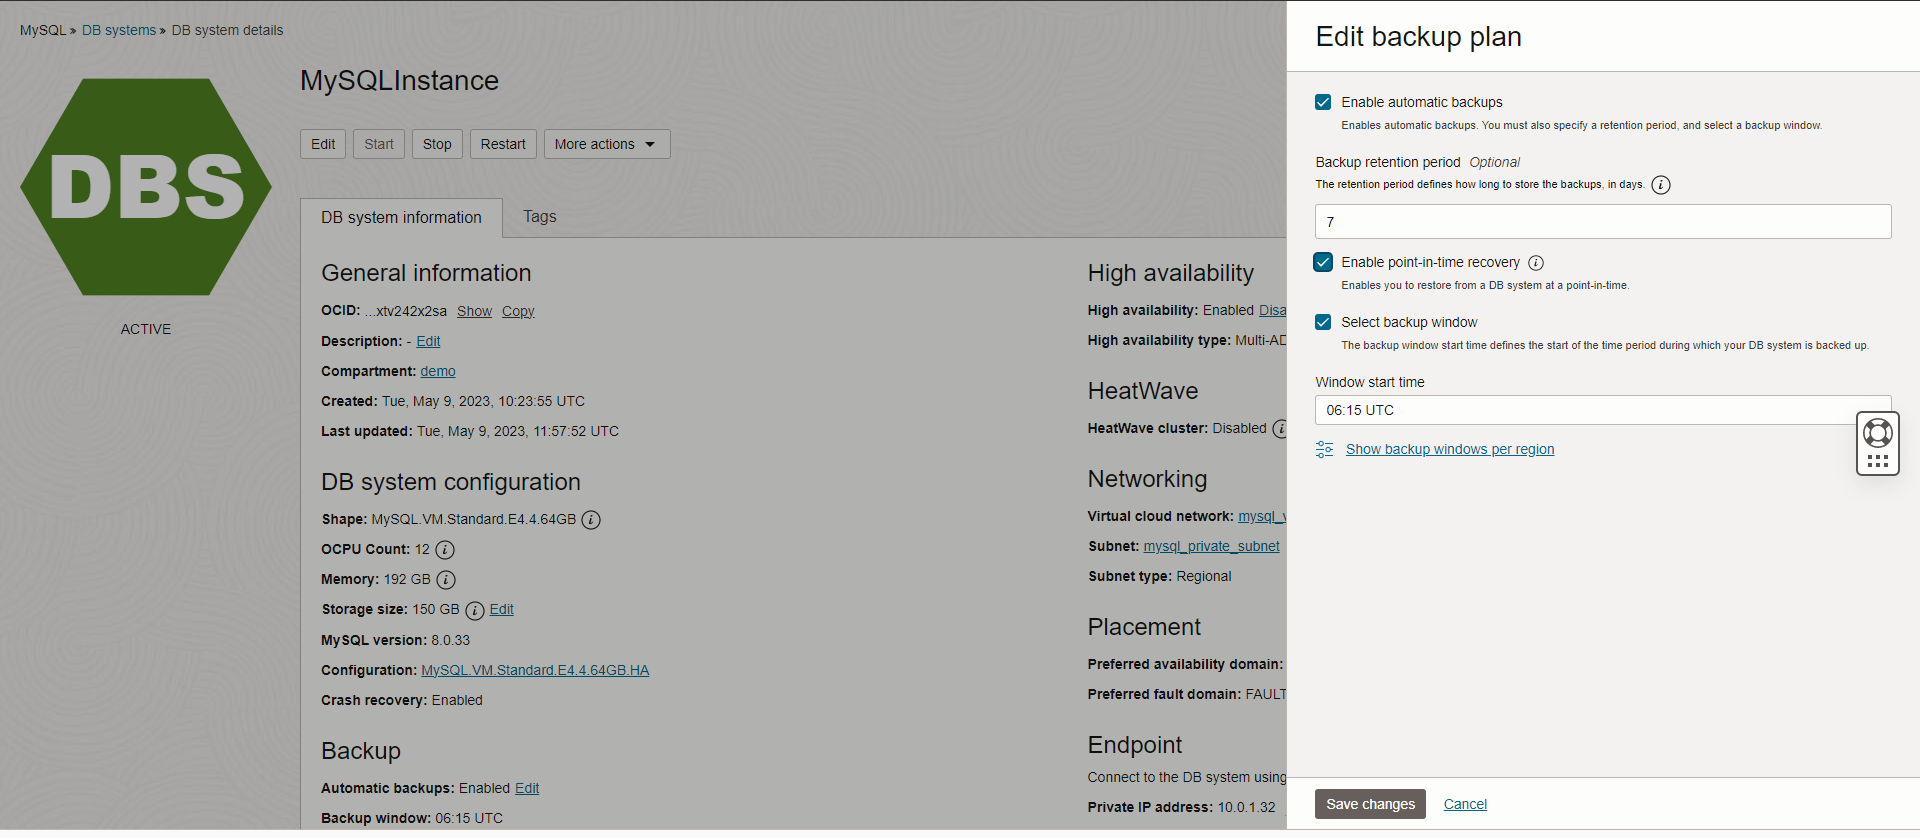 MySQL » DB systems » DB system details
DBS
ACTIVE
MySQLInstance
Edit Start Stop Restart More actions
DB system information Tags
General information
OCID: ...xtv242x2sa Show Copy
Description: - Edit
Compartment: demo
Created: Tue, May 9, 2023, 10:23:55 UTC
Last updated: Tue, May 9, 2023, 11:57:52 UTC
DB system configuration
Shape: MySQL.VM.Standard.E4.4.64GB
OCPU Count: 12
Memory: 192 GB
Storage size: 150 GB Edit
MySQL version: 8.0.33
Configuration: MySQL.VM.Standard.E4.4.64GB.HA
Crash recovery: Enabled
Backup
Automatic backups: Enabled Edit
Backup window: 06:15 UTC
High availability
High availability: Enabled Disa
High availability type: Multi-AD
HeatWave
HeatWave cluster: Disabled
Networking
Virtual cloud network: mysql_v
Subnet: mysql_private_subnet
Subnet type: Regional
Placement
Preferred availability domain:
Preferred fault domain: FAULT
Endpoint
Connect to the DB system using
Private IP address: 10.0.1.32
Edit backup plan
Enable automatic backups
Enables automatic backups. You must also specify a retention period, and select a backup window.
Backup retention period Optional
The retention period defines how long to store the backups, in days.
7
Enable point-in-time recovery
Enables you to restore from a DB system at a point-in-time.
Select backup window
The backup window start time defines the start of the time period during which your DB system is backed up.
Window start time
06:15 UTC
Show backup windows per region
Save changes Cancel